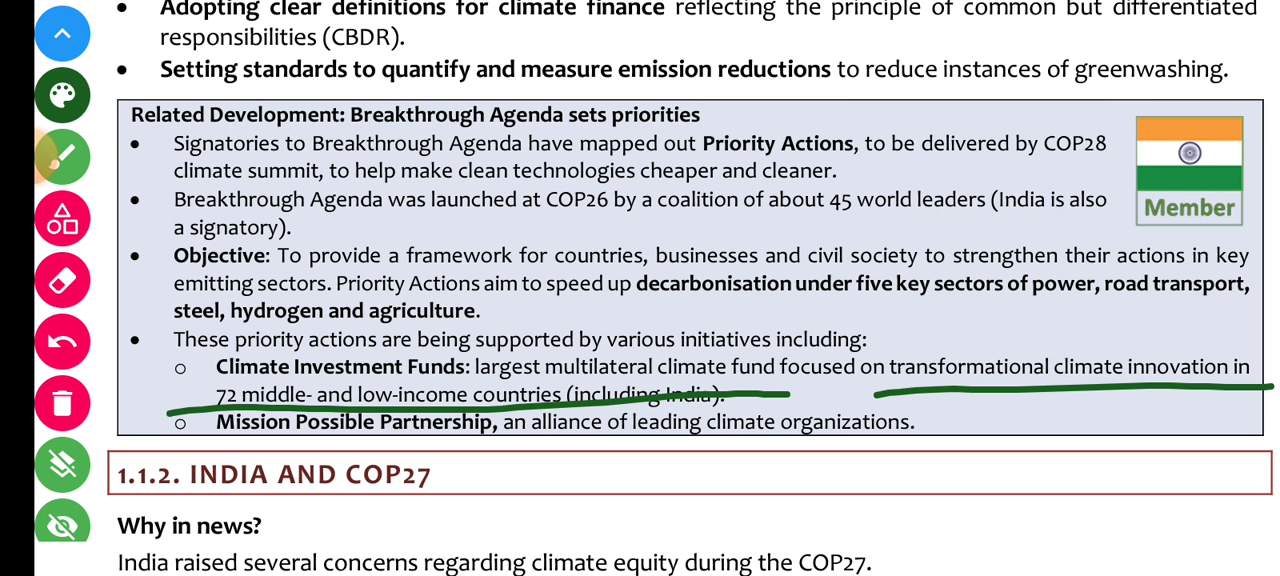 • Adopting clear definitions for climate finance reflecting the principle of common but differentiated
responsibilities (CBDR).
• Setting standards to quantify and measure emission reductions to reduce instances of greenwashing.
Related Development: Breakthrough Agenda sets priorities
• Signatories to Breakthrough Agenda have mapped out Priority Actions, to be delivered by COP28
climate summit, to help make clean technologies cheaper and cleaner.
• Breakthrough Agenda was launched at COP26 by a coalition of about 45 world leaders (India is also
a signatory).
Member
• Objective: To provide a framework for countries, businesses and civil society to strengthen their actions in key
emitting sectors. Priority Actions aim to speed up decarbonisation under five key sectors of power, road transport,
steel, hydrogen and agriculture.
• These priority actions are being supported by various initiatives including:
o Climate Investment Funds: largest multilateral climate fund focused on transformational climate innovation in
72 middle- and low-income countries (including India).
o Mission Possible Partnership, an alliance of leading climate organizations.
1.1.2. INDIA AND COP27
Why in news?
India raised several concerns regarding climate equity during the COP27.